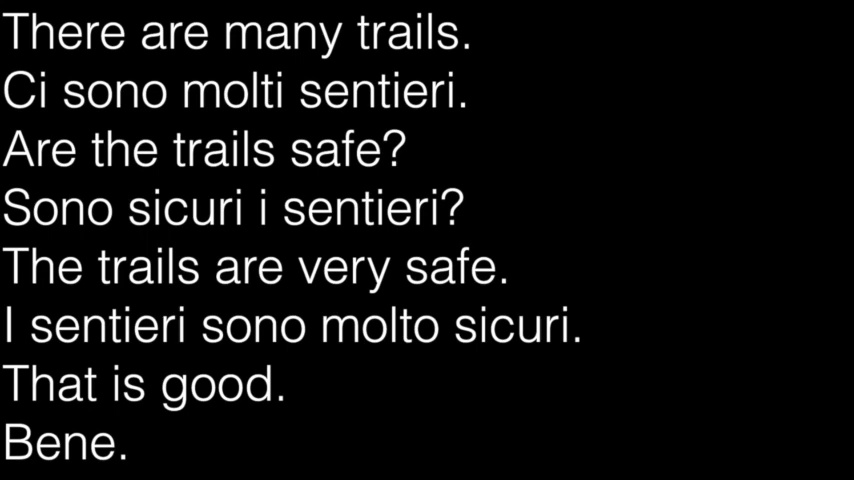 There are many trails.
Ci sono molti sentieri.
Are the trails safe?
Sono sicuri i sentieri?
The trails are very safe.
I sentieri sono molto sicuri.
That is good.
Bene.